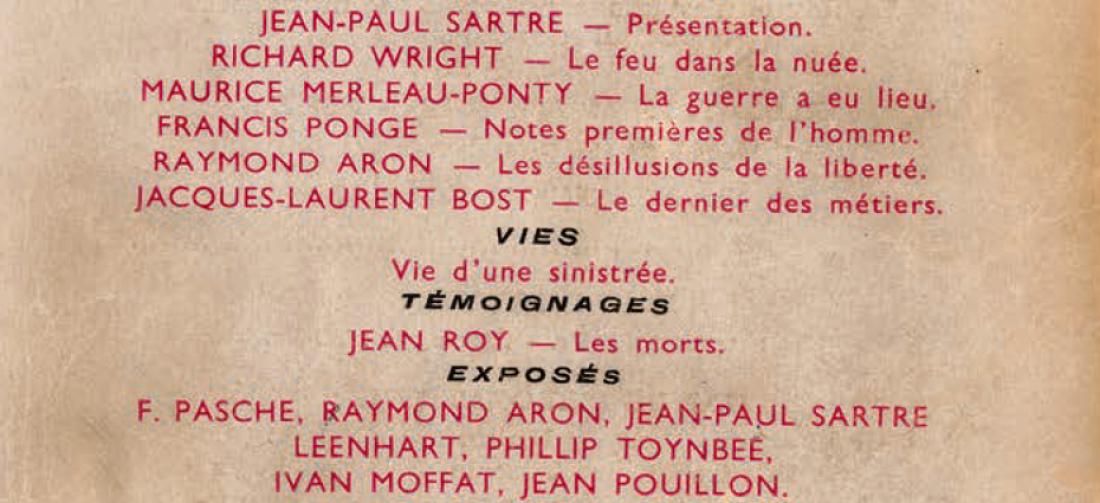 JEAN-PAUL SARTRE — Présentation.
RICHARD WRIGHT — Le feu dans la nuée.
MAURICE MERLEAU-PONTY — La guerre a eu lieu.
FRANCIS PONGE — Notes premières de l'homme.
RAYMOND ARON — Les désillusions de la liberté.
JACQUES-LAURENT BOST — Le dernier des métiers.
VIES
Vie d'une sinistrée.
TÉMOIGNAGES
JEAN ROY — Les morts.
EXPOSÉS
F. PASCHE, RAYMOND ARON, JEAN-PAUL SARTRE
LEENHART, PHILLIP TOYNBEE,
IVAN MOFFAT, JEAN POUILLON.